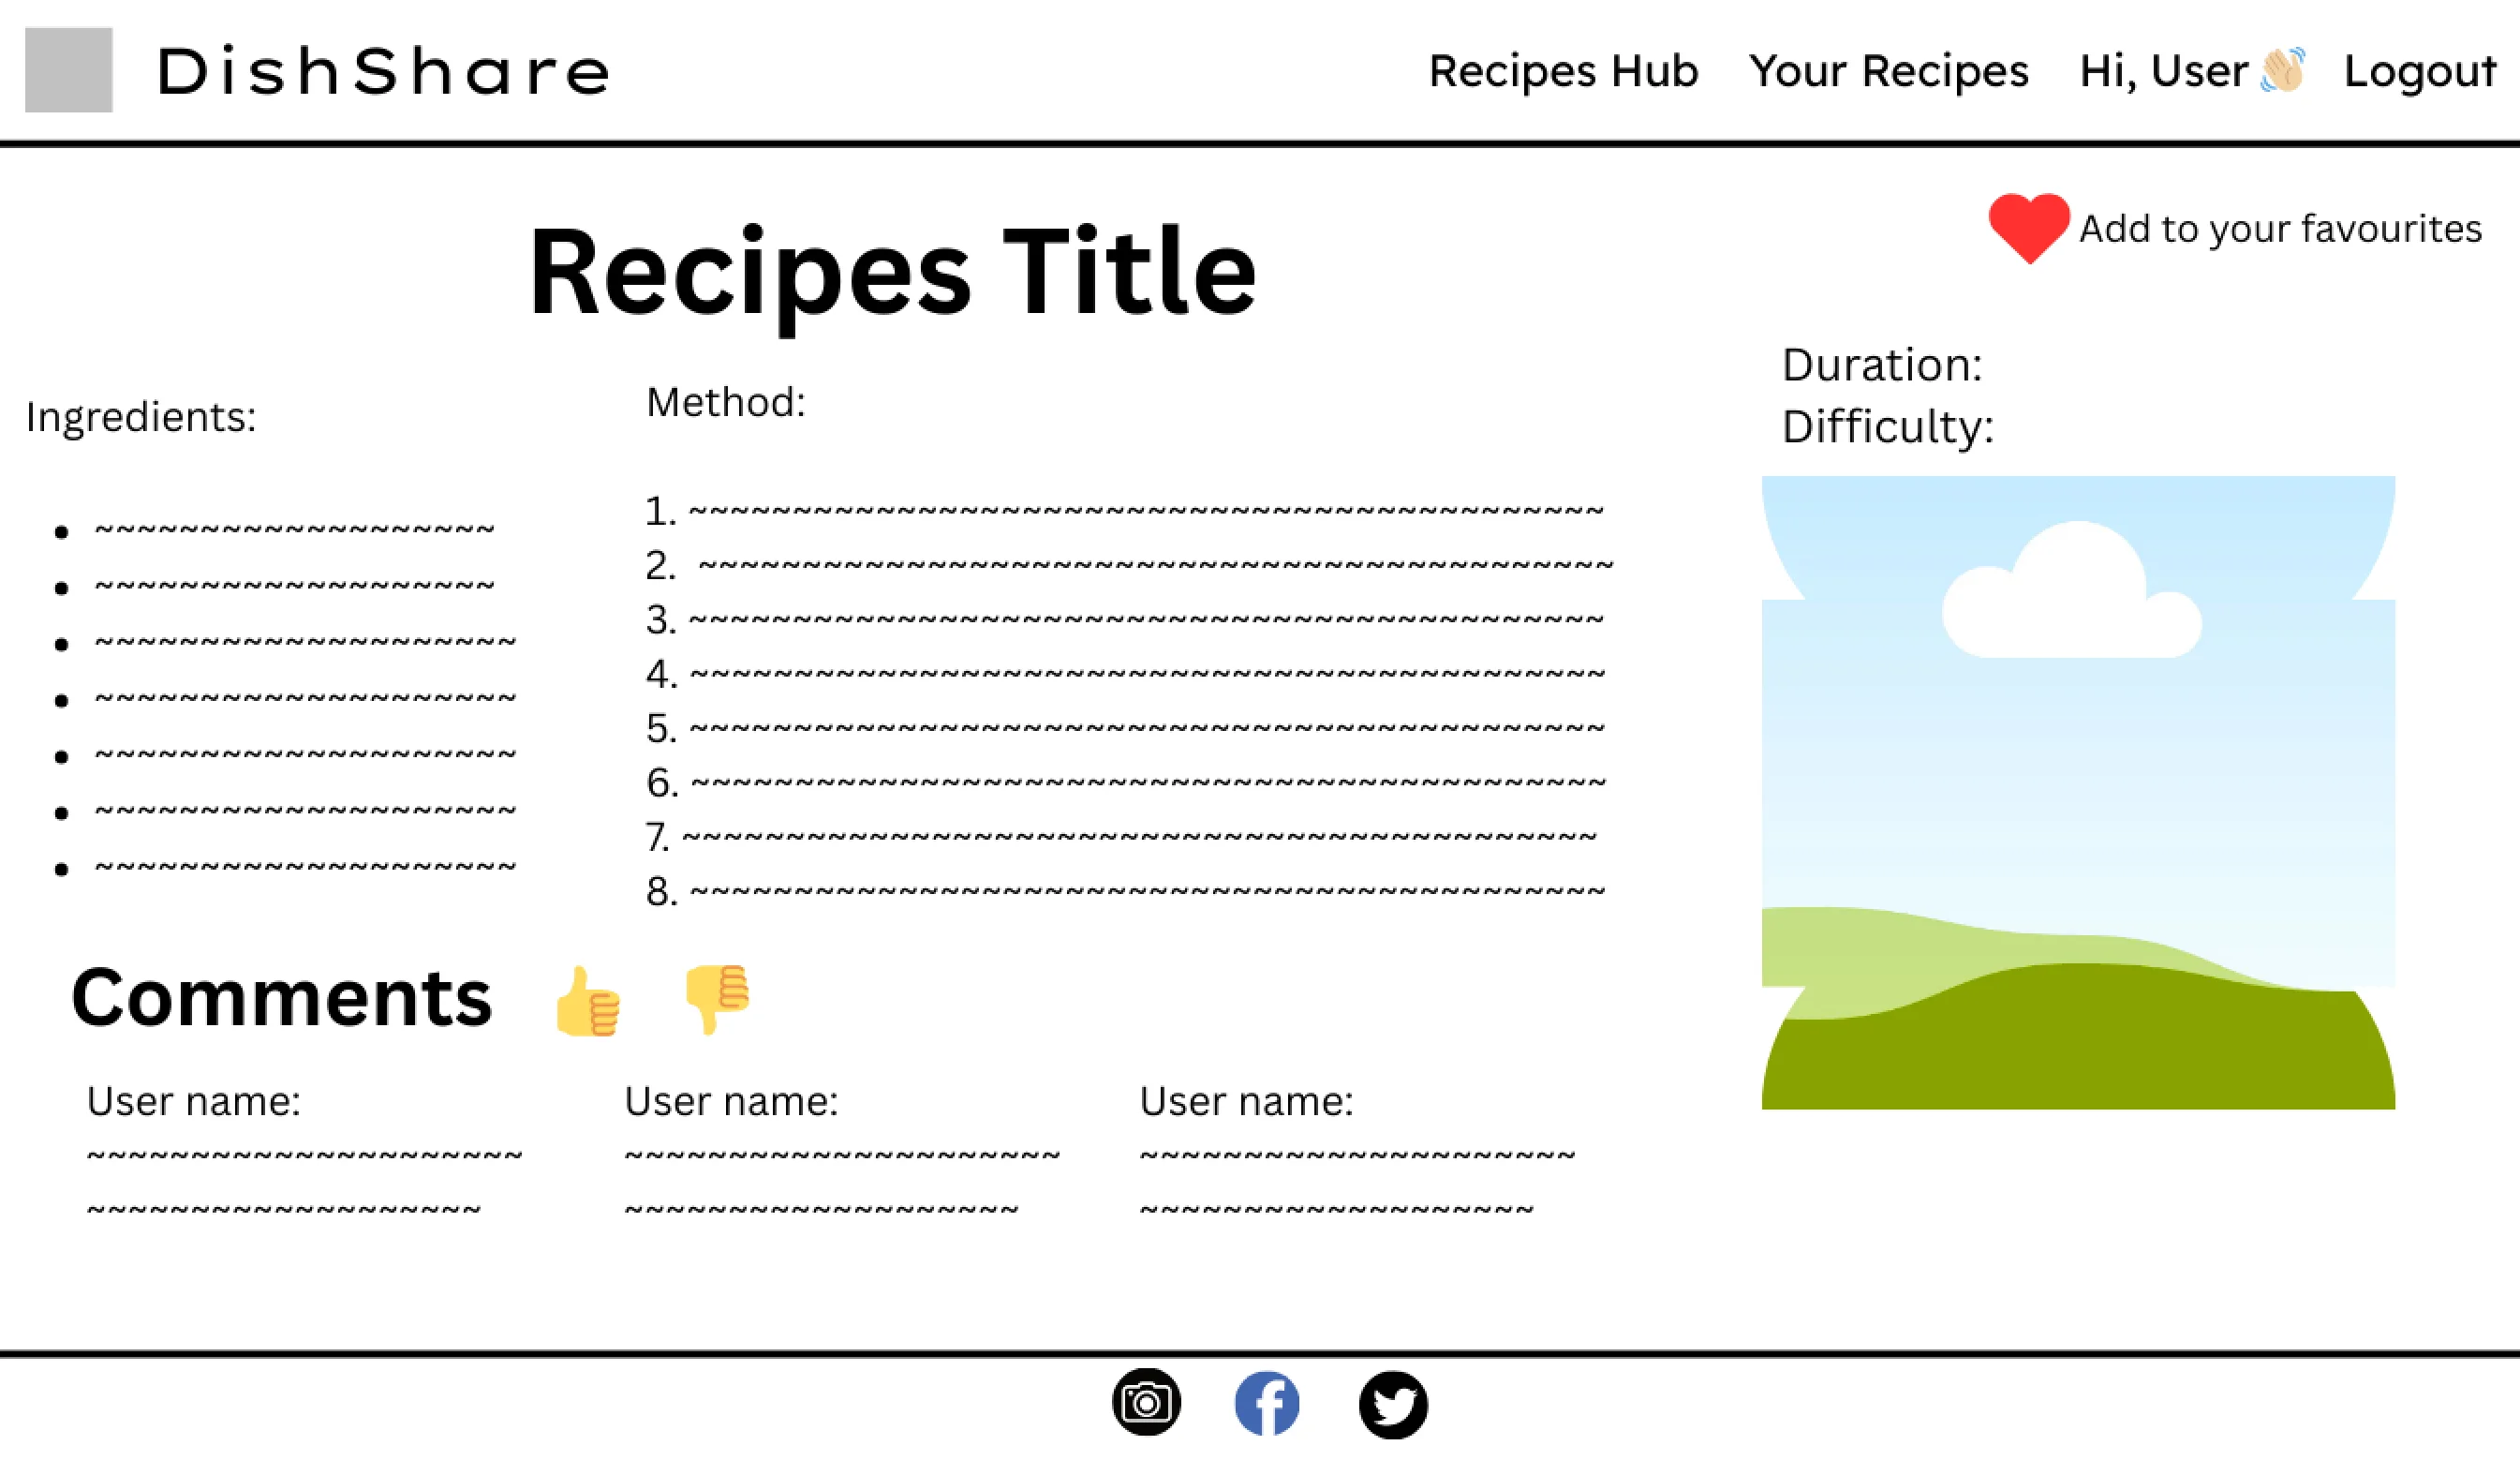 DishShare
Recipes Hub Your Recipes Hi, User 👋🏼 Logout
Add to your favourites
Recipes Title
Duration:
Difficulty:
Ingredients:
• ~~~~~~~~~~~~~~~~~~~
• ~~~~~~~~~~~~~~~~~~~
• ~~~~~~~~~~~~~~~~~~~~
• ~~~~~~~~~~~~~~~~~~~~
• ~~~~~~~~~~~~~~~~~~~~
• ~~~~~~~~~~~~~~~~~~~~
• ~~~~~~~~~~~~~~~~~~~~
Method:
1. ~~~~~~~~~~~~~~~~~~~~~~~~~~~~~~~~~~~~~~~~~~~~
2. ~~~~~~~~~~~~~~~~~~~~~~~~~~~~~~~~~~~~~~~~~~~~
3. ~~~~~~~~~~~~~~~~~~~~~~~~~~~~~~~~~~~~~~~~~~~~
4. ~~~~~~~~~~~~~~~~~~~~~~~~~~~~~~~~~~~~~~~~~~~~
5. ~~~~~~~~~~~~~~~~~~~~~~~~~~~~~~~~~~~~~~~~~~~~
6. ~~~~~~~~~~~~~~~~~~~~~~~~~~~~~~~~~~~~~~~~~~~~
7. ~~~~~~~~~~~~~~~~~~~~~~~~~~~~~~~~~~~~~~~~~~~~
8. ~~~~~~~~~~~~~~~~~~~~~~~~~~~~~~~~~~~~~~~~~~~~
Comments 👍 👎
User name:
~~~~~~~~~~~~~~~~~~~~~
~~~~~~~~~~~~~~~~~~~
User name:
~~~~~~~~~~~~~~~~~~~~~
~~~~~~~~~~~~~~~~~~~
User name:
~~~~~~~~~~~~~~~~~~~~~
~~~~~~~~~~~~~~~~~~~